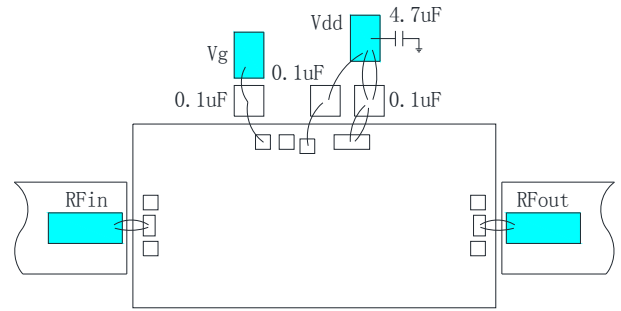 Vdd
4.7uF
Vg
0.1uF
0.1uF
0.1uF
RFin
RFout